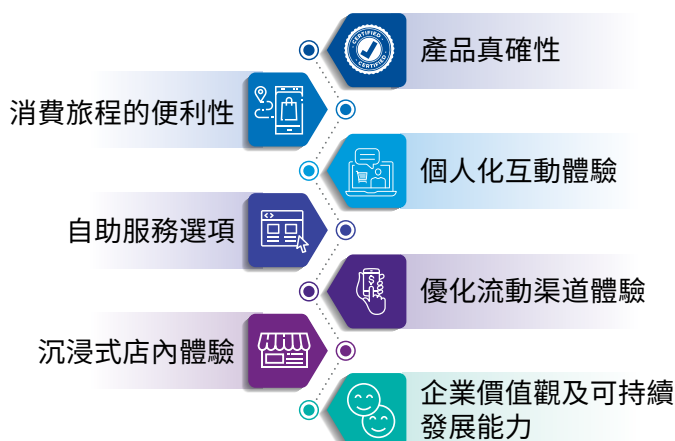 產品真確性
消費旅程的便利性
個人化互動體驗
自助服務選項
優化流動渠道體驗
沉浸式店內體驗
企業價值觀及可持續
發展能力
CERTIFIED
CERTIFIED